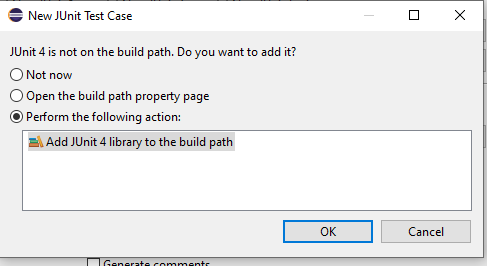 New JUnit Test Case
JUnit 4 is not on the build path. Do you want to add it?
Not now
Open the build path property page
Perform the following action:
Add JUnit 4 library to the build path
OK
Cancel
Generate comments